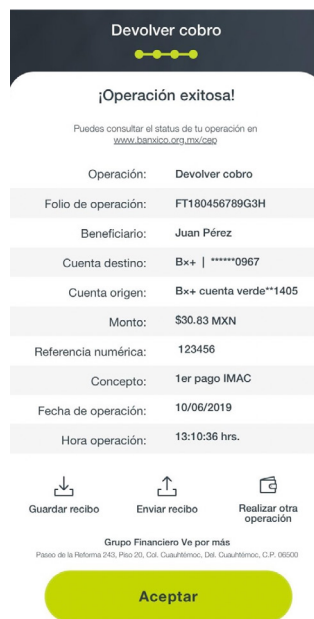 Devolver cobro
¡Operación exitosa!
Puedes consultar el status de tu operación en
www.banxico.org.mx/cep
Operación: Devolver cobro
Folio de operación: FT180456789G3H
Beneficiario: Juan Pérez
Cuenta destino: B×+ | ******0967
Cuenta origen: B×+ cuenta verde**1405
Monto: $30.83 MXN
Referencia numérica: 123456
Concepto: 1er pago IMAC
Fecha de operación: 10/06/2019
Hora operación: 13:10:36 hrs.
Guardar recibo
Enviar recibo
Realizar otra
operación
Grupo Financiero Ve por más
Paseo de la Reforma 243, Piso 20, Col. Cuauhtémoc, Del. Cuauhtémoc, C.P. 06500
Aceptar